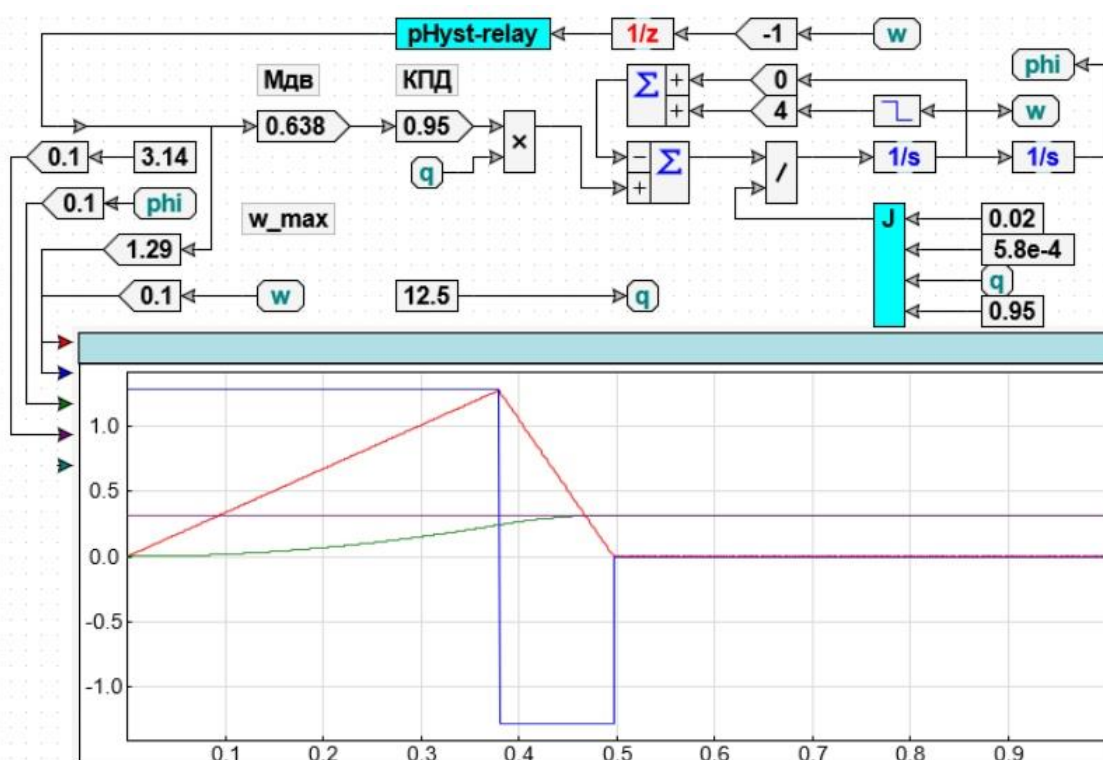 pHyst-relay 1/z -1 w
phi
Мдв КПД Σ + 0
+ 4 w
0.638 0.95 ×
0.1 3.14 q − Σ / 1/s 1/s
+
0.1 phi
w_max J 0.02
1.29 5.8e-4
q
0.1 w 12.5 q 0.95
1.0
0.5
0.0
-0.5
-1.0
0.1 0.2 0.3 0.4 0.5 0.6 0.7 0.8 0.9